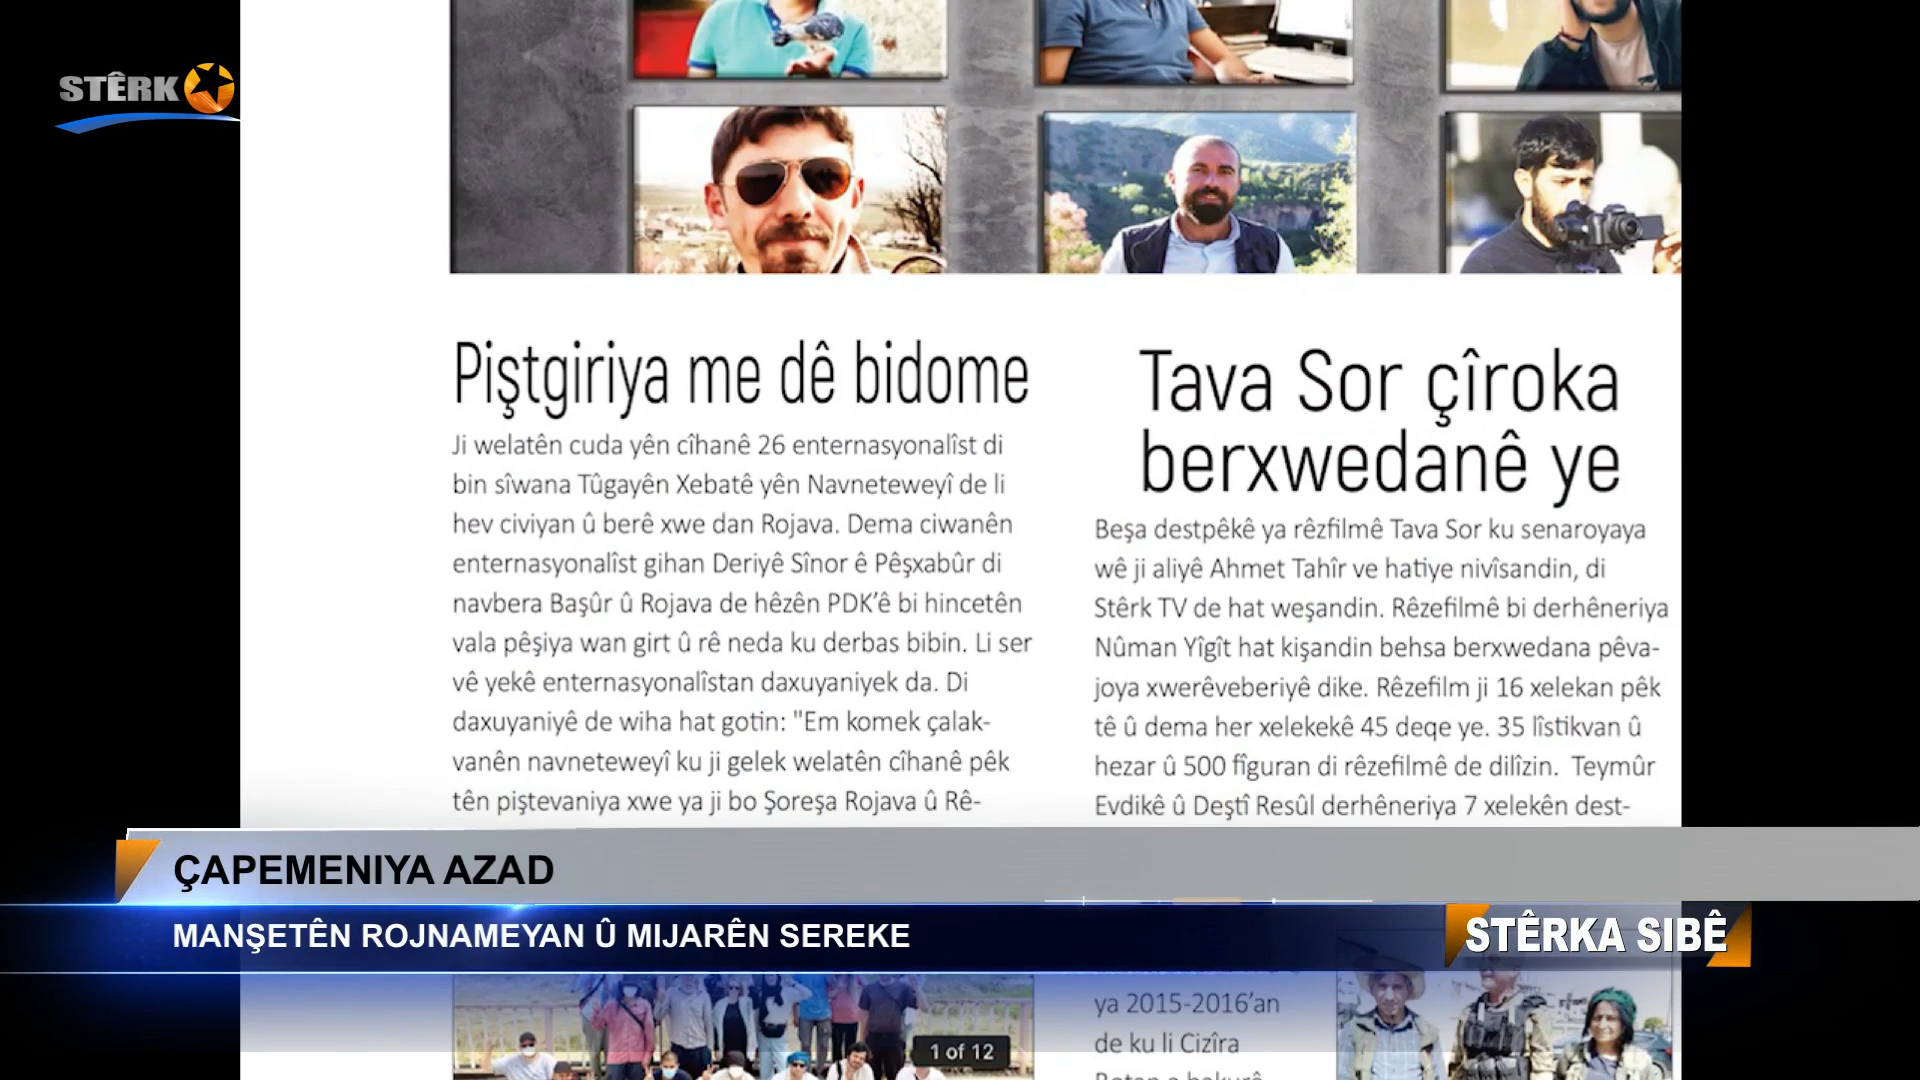 STÊRK
Piştgiriya me dê bidome
Ji welatên cuda yên cîhanê 26 enternasyonalîst di
bin sîwana Tûgayên Xebatê yên Navneteweyî de li
hev civiyan û berê xwe dan Rojava. Dema ciwanên
enternasyonalîst gihan Deriyê Sînor ê Pêşxabûr di
navbera Başûr û Rojava de hêzên PDK’ê bi hincetên
vala pêşiya wan girt û rê neda ku derbas bibin. Li ser
vê yekê enternasyonalîstan daxuyaniyek da. Di
daxuyaniyê de wiha hat gotin: "Em komek çalak-
vanên navneteweyî ku ji gelek welatên cîhanê pêk
tên piştevaniya xwe ya ji bo Şoreşa Rojava û Rê-
Tava Sor çîroka
berxwedanê ye
Beşa destpêkê ya rêzfilmê Tava Sor ku senaroyaya
wê ji aliyê Ahmet Tahîr ve hatiye nivîsandin, di
Stêrk TV de hat weşandin. Rêzefilmê bi derhêneriya
Nûman Yîgît hat kişandin behsa berxwedana pêva-
joya xwerêveberiyê dike. Rêzefilm ji 16 xelekan pêk
tê û dema her xelekekê 45 deqe ye. 35 lîstikvan û
hezar û 500 fîguran di rêzefilmê de dilîzin. Teymûr
Evdikê û Deştî Resûl derhêneriya 7 xelekên dest-
ya 2015-2016’an
de ku li Cizîra
1 of 12
ÇAPEMENIYA AZAD
MANŞETÊN ROJNAMEYAN Û MIJARÊN SEREKE
STÊRKA SIBÊ